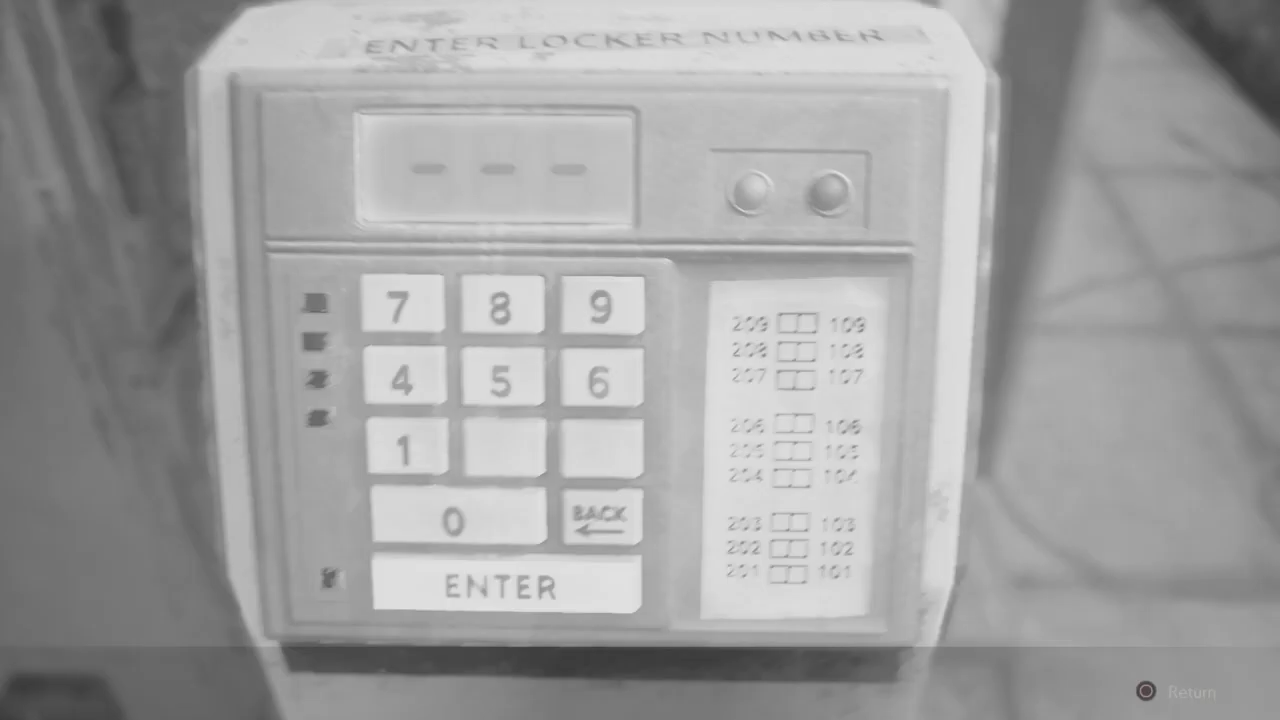 ENTER LOCKER NUMBER
- - -
7 8 9
4 5 6
1
0 BACK
ENTER
209 109
208 108
207 107
206 106
205 105
204 104
203 103
202 102
201 101
Return